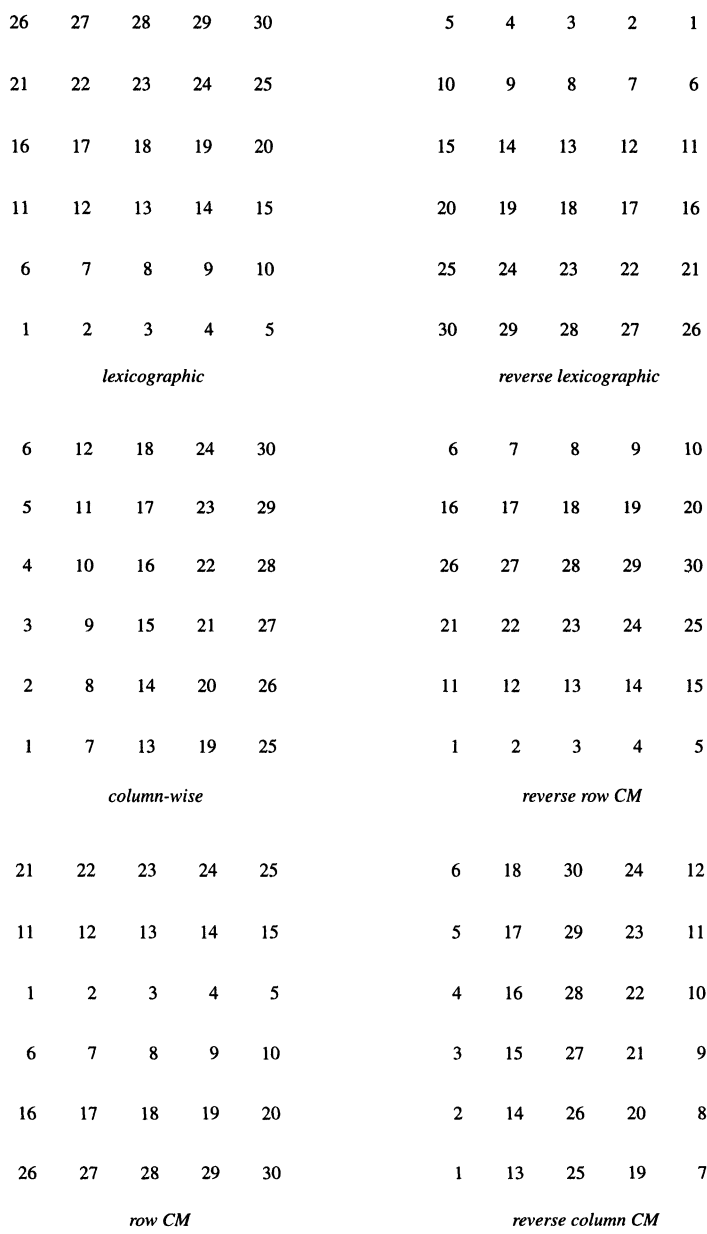 26 27 28 29 30 5 4 3 2 1
21 22 23 24 25 10 9 8 7 6
16 17 18 19 20 15 14 13 12 11
11 12 13 14 15 20 19 18 17 16
6 7 8 9 10 25 24 23 22 21
1 2 3 4 5 30 29 28 27 26
lexicographic reverse lexicographic
6 12 18 24 30 6 7 8 9 10
5 11 17 23 29 16 17 18 19 20
4 10 16 22 28 26 27 28 29 30
3 9 15 21 27 21 22 23 24 25
2 8 14 20 26 11 12 13 14 15
1 7 13 19 25 1 2 3 4 5
column-wise reverse row CM
21 22 23 24 25 6 18 30 24 12
11 12 13 14 15 5 17 29 23 11
1 2 3 4 5 4 16 28 22 10
6 7 8 9 10 3 15 27 21 9
16 17 18 19 20 2 14 26 20 8
26 27 28 29 30 1 13 25 19 7
row CM reverse column CM